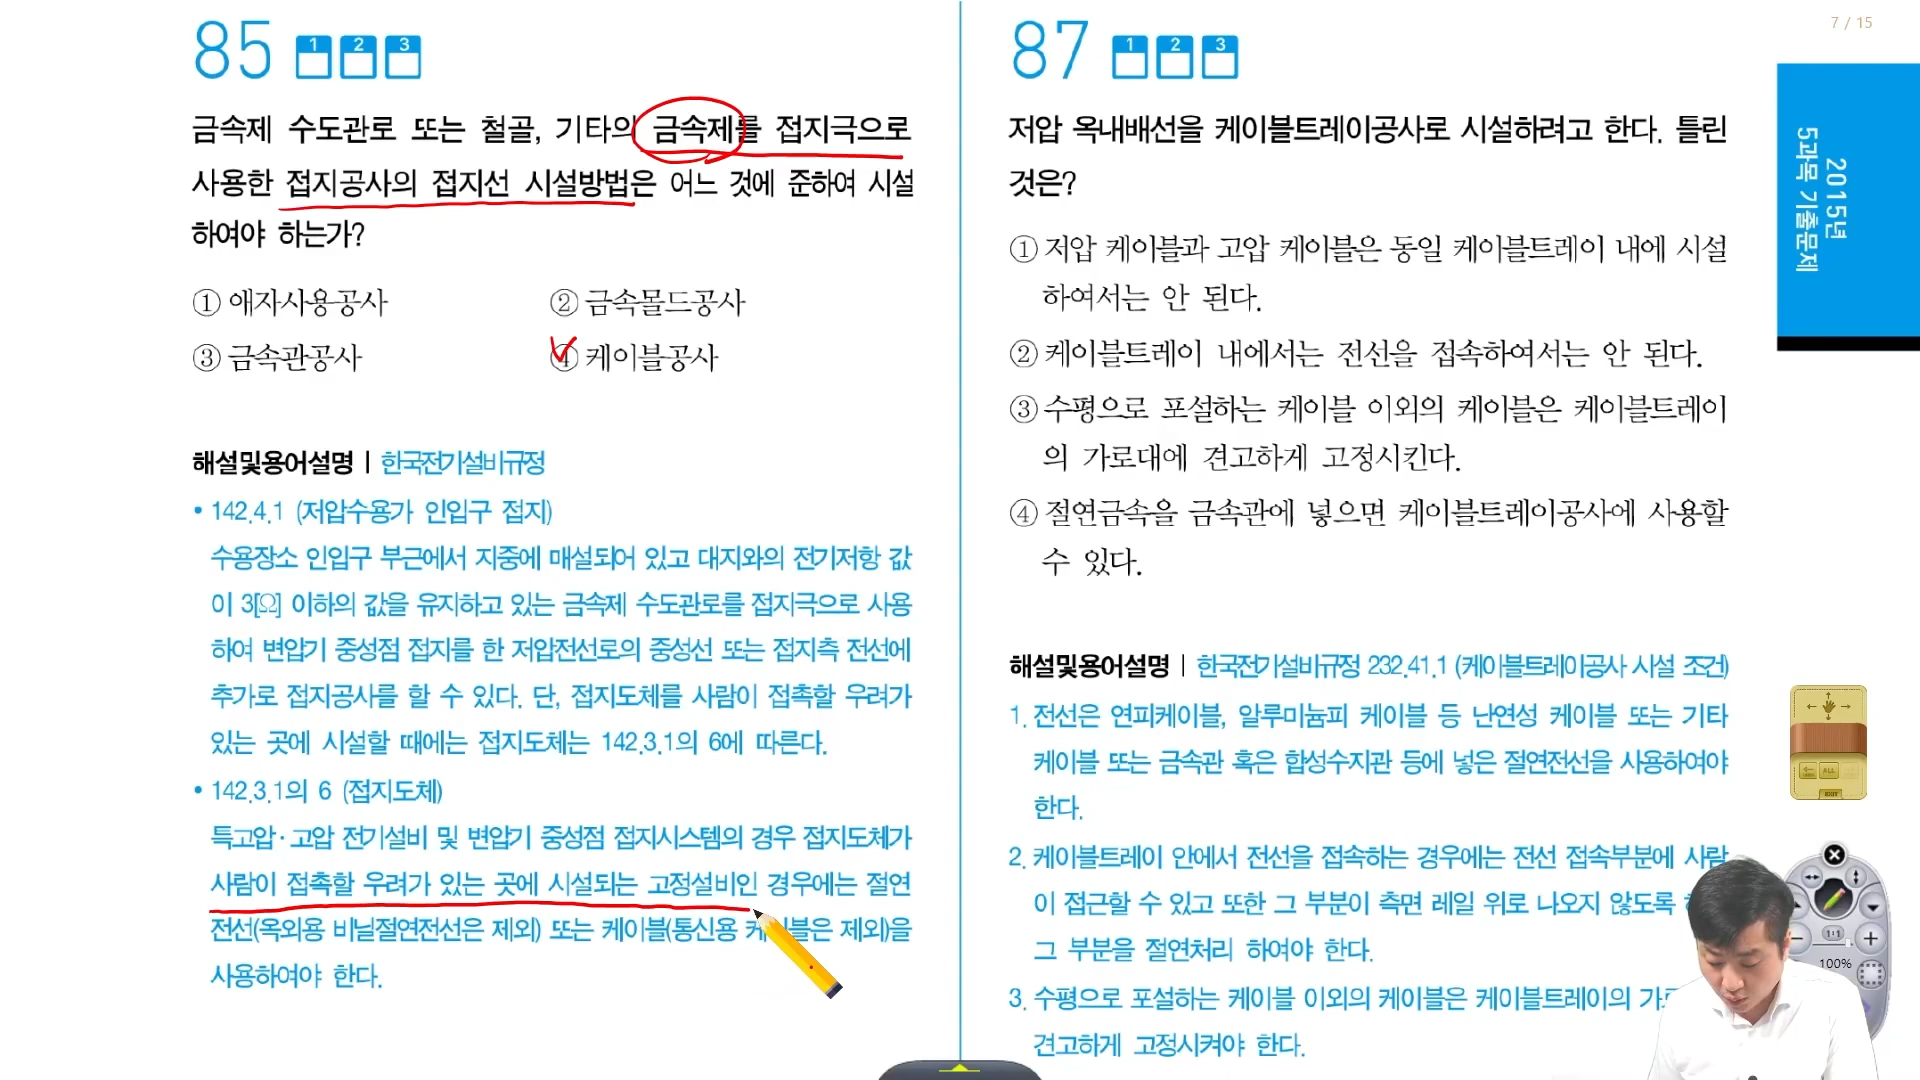 7 / 15
85 1 2 3
금속제 수도관로 또는 철골, 기타의 금속제를 접지극으로
사용한 접지공사의 접지선 시설방법은 어느 것에 준하여 시설
하여야 하는가?
① 애자사용공사 ② 금속몰드공사
③ 금속관공사 ④ 케이블공사
해설및용어설명 | 한국전기설비규정
• 142.4.1 (저압수용가 인입구 접지)
수용장소 인입구 부근에서 지중에 매설되어 있고 대지와의 전기저항 값
이 3[Ω] 이하의 값을 유지하고 있는 금속제 수도관로를 접지극으로 사용
하여 변압기 중성점 접지를 한 저압전선로의 중성선 또는 접지측 전선에
추가로 접지공사를 할 수 있다. 단, 접지도체를 사람이 접촉할 우려가
있는 곳에 시설할 때에는 접지도체는 142.3.1의 6에 따른다.
• 142.3.1의 6 (접지도체)
특고압·고압 전기설비 및 변압기 중성점 접지시스템의 경우 접지도체가
사람이 접촉할 우려가 있는 곳에 시설되는 고정설비인 경우에는 절연
전선(옥외용 비닐절연전선은 제외) 또는 케이블(통신용 케이블은 제외)을
사용하여야 한다.
87 1 2 3
저압 옥내배선을 케이블트레이공사로 시설하려고 한다. 틀린
것은?
① 저압 케이블과 고압 케이블은 동일 케이블트레이 내에 시설
하여서는 안 된다.
② 케이블트레이 내에서는 전선을 접속하여서는 안 된다.
③ 수평으로 포설하는 케이블 이외의 케이블은 케이블트레이
의 가로대에 견고하게 고정시킨다.
④ 절연금속을 금속관에 넣으면 케이블트레이공사에 사용할
수 있다.
해설및용어설명 | 한국전기설비규정 232.41.1 (케이블트레이공사 시설 조건)
1. 전선은 연피케이블, 알루미늄피 케이블 등 난연성 케이블 또는 기타
케이블 또는 금속관 혹은 합성수지관 등에 넣은 절연전선을 사용하여야
한다.
2. 케이블트레이 안에서 전선을 접속하는 경우에는 전선 접속부분에 사람
이 접근할 수 있고 또한 그 부분이 측면 레일 위로 나오지 않도록
그 부분을 절연처리 하여야 한다.
3. 수평으로 포설하는 케이블 이외의 케이블은 케이블트레이의
견고하게 고정시켜야 한다.
2015년
5과목 기출문제
ALL
EXIT
1:1
100%